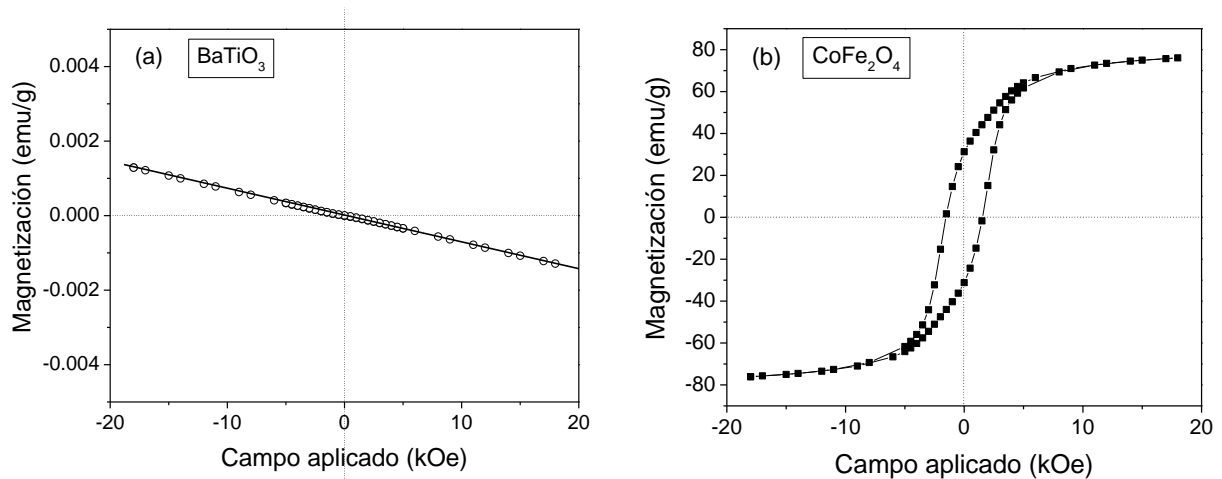 (a) BaTiO₃
Magnetización (emu/g)
0.004
0.002
0.000
-0.002
-0.004
-20 -10 0 10 20
Campo aplicado (kOe)
(b) CoFe₂O₄
Magnetización (emu/g)
80
60
40
20
0
-20
-40
-60
-80
-20 -10 0 10 20
Campo aplicado (kOe)